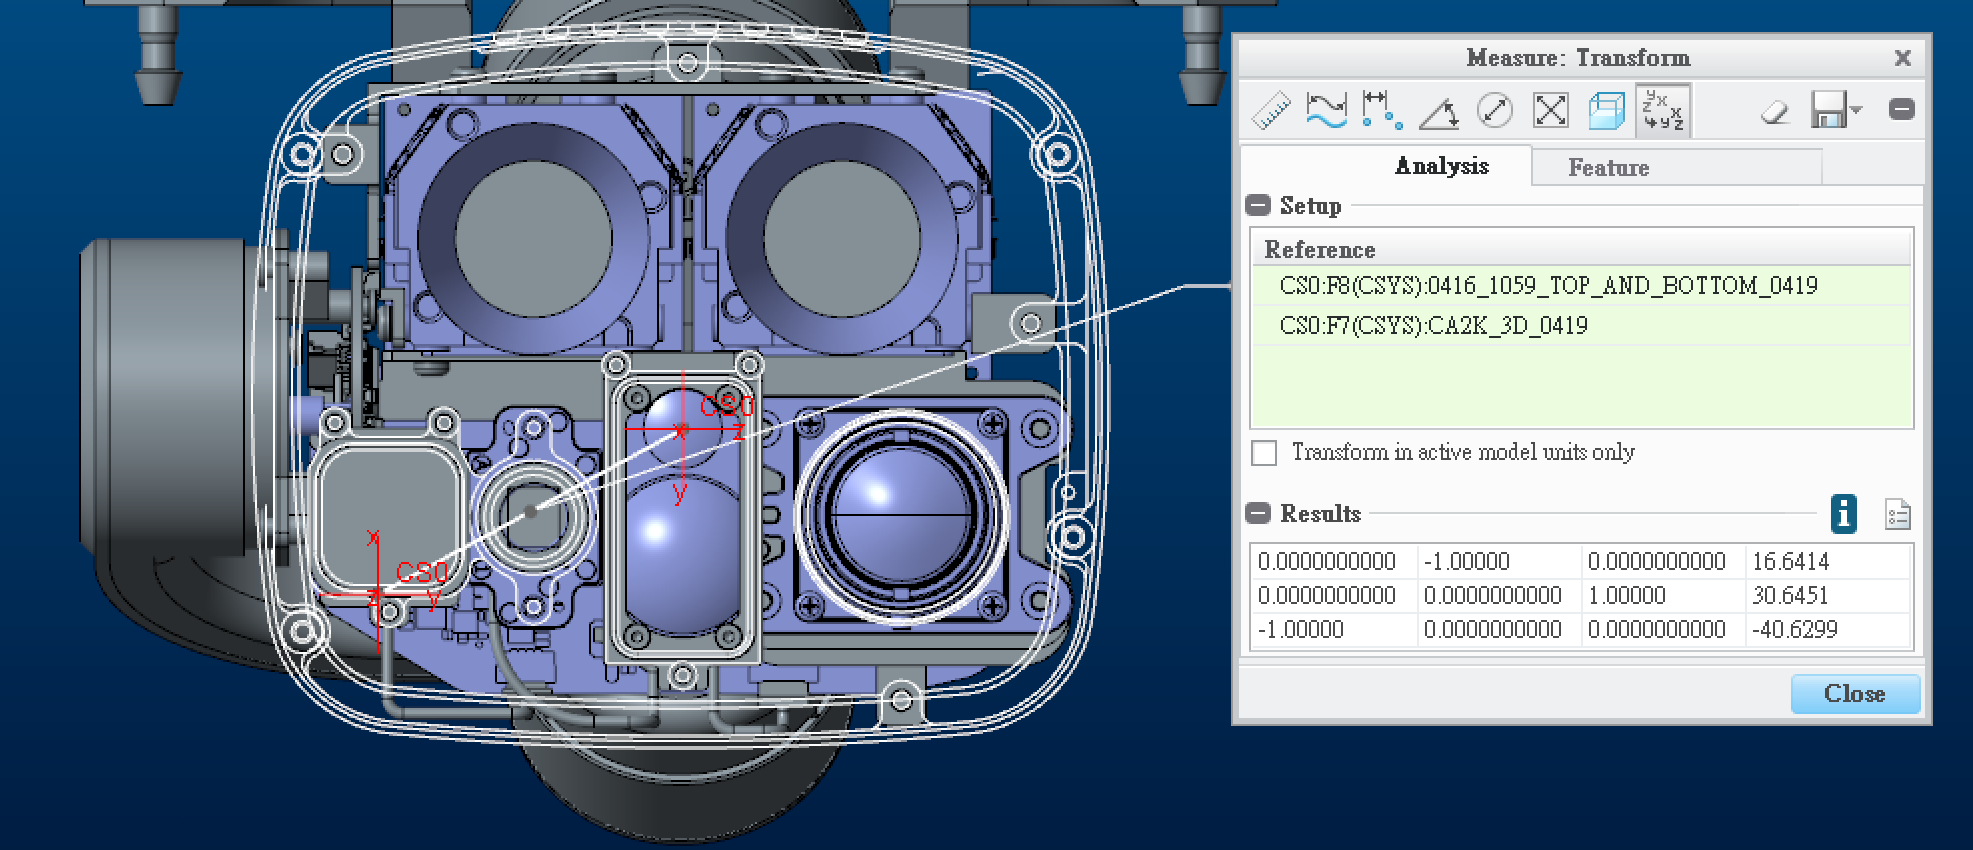 Measure: Transform
Analysis
Feature
Setup
Reference
CS0:F8(CSYS):0416_1059_TOP_AND_BOTTOM_0419
CS0:F7(CSYS):CA2K_3D_0419
Transform in active model units only
Results
0.0000000000 -1.00000 0.0000000000 16.6414
0.0000000000 0.0000000000 1.00000 30.6451
-1.00000 0.0000000000 0.0000000000 -40.6299
Close
CS0
x
z
y
x
CS0
z
y